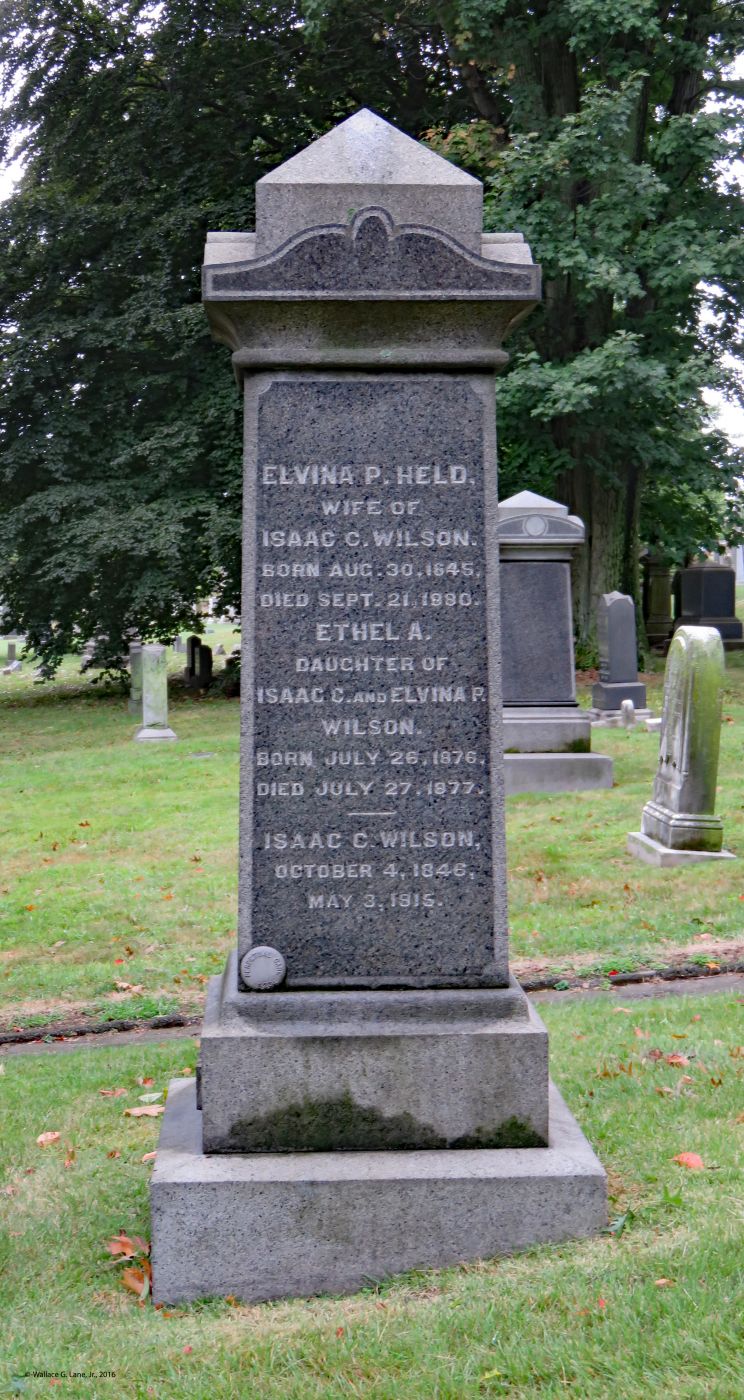 ELVINA P. HELD,
WIFE OF
ISAAC C. WILSON.
BORN AUG. 30, 1845,
DIED SEPT. 21, 1880.
ETHEL A.
DAUGHTER OF
ISAAC C. AND ELVINA P.
WILSON.
BORN JULY 26, 1876,
DIED JULY 27, 1877.
ISAAC C. WILSON,
OCTOBER 4, 1846,
MAY 3, 1915.
© Wallace G. Lane, Jr., 2016